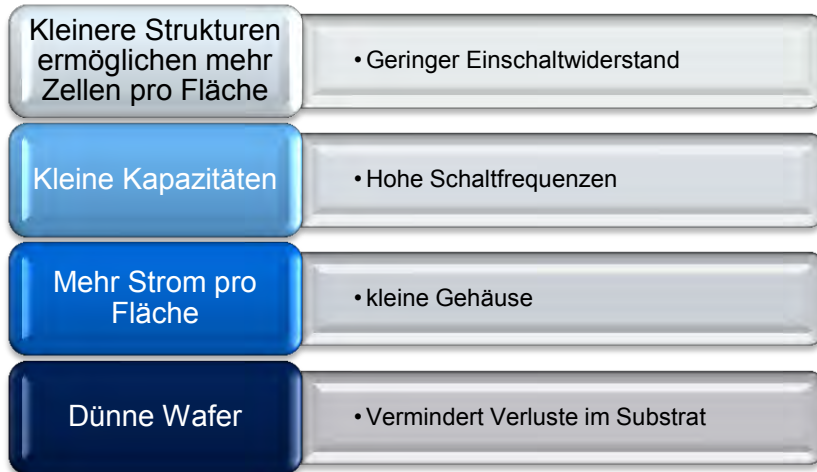 Kleinere Strukturen
ermöglichen mehr
Zellen pro Fläche
• Geringer Einschaltwiderstand
Kleine Kapazitäten
• Hohe Schaltfrequenzen
Mehr Strom pro
Fläche
• kleine Gehäuse
Dünne Wafer
• Vermindert Verluste im Substrat